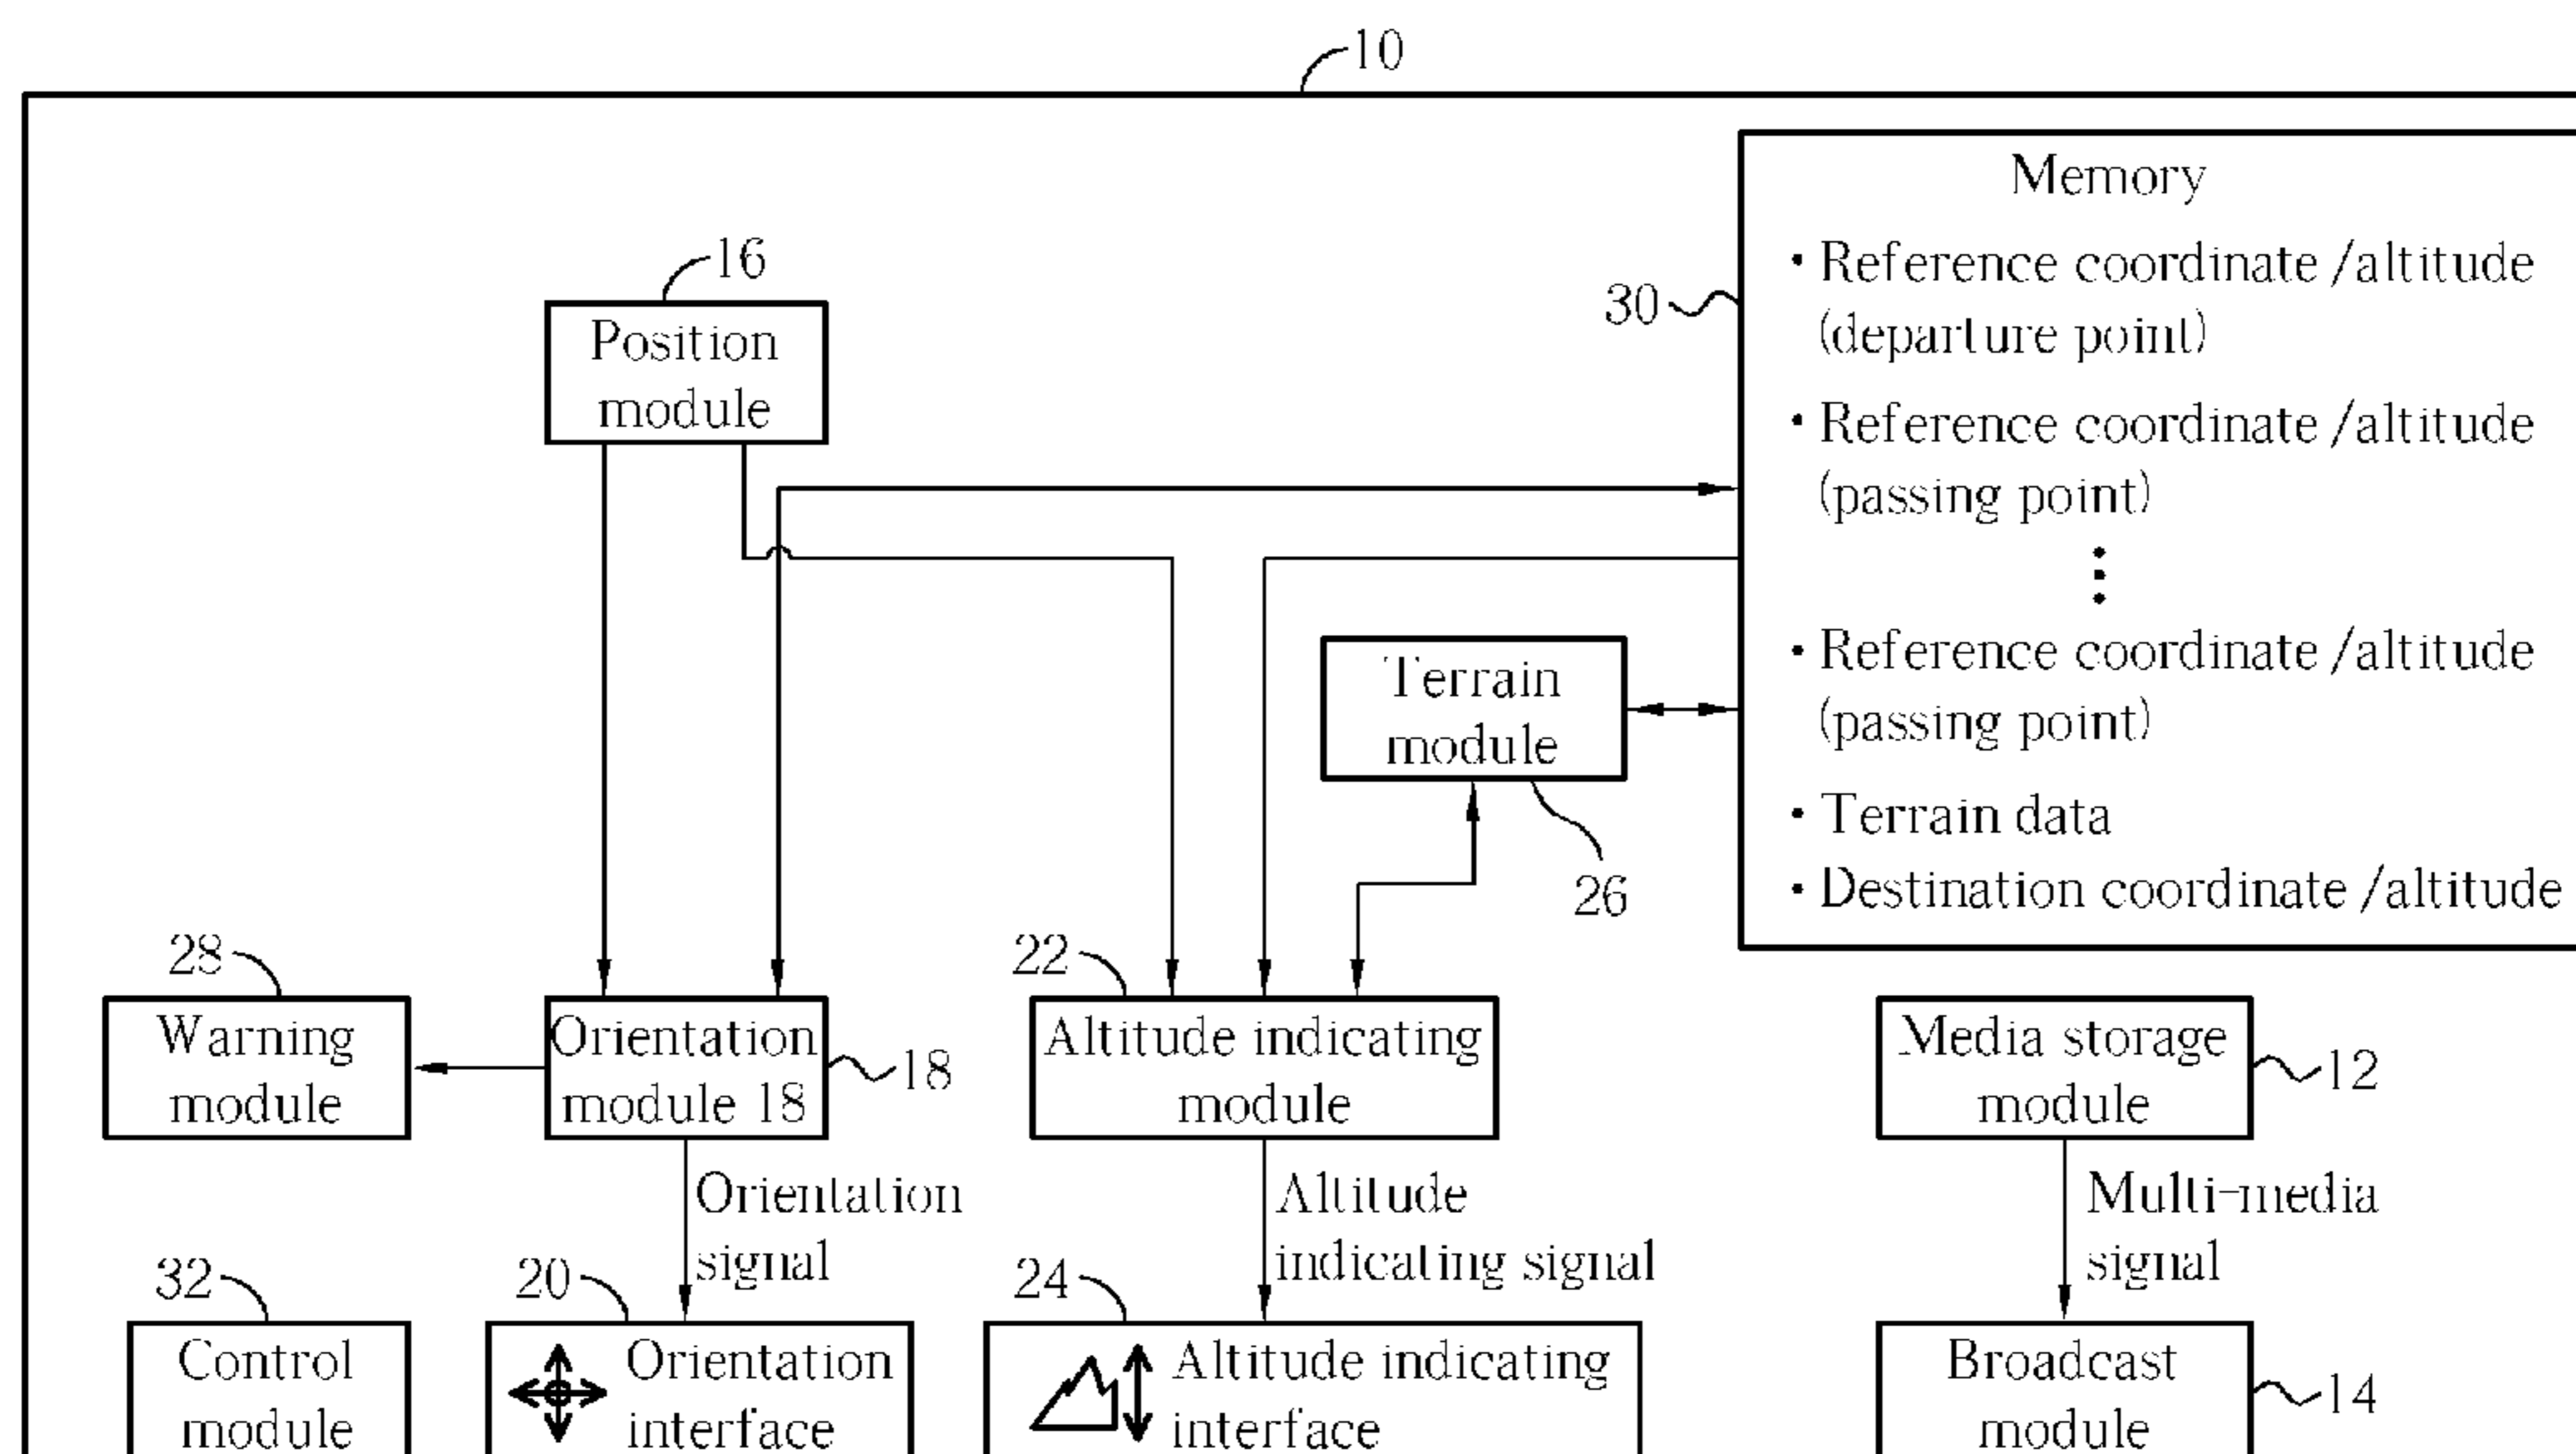 10
Memory
• Reference coordinate /altitude
(departure point)
• Reference coordinate /altitude
(passing point)
• Reference coordinate /altitude
(passing point)
• Terrain data
• Destination coordinate /altitude
30
16
Position
module
Terrain
module
26
28
Warning
module
Orientation
module 18
18
22
Altitude indicating
module
Media storage
module
12
Orientation
signal
Altitude
indicating signal
Multi-media
signal
32
Control
module
20
Orientation
interface
24
Altitude indicating
interface
Broadcast
module
14